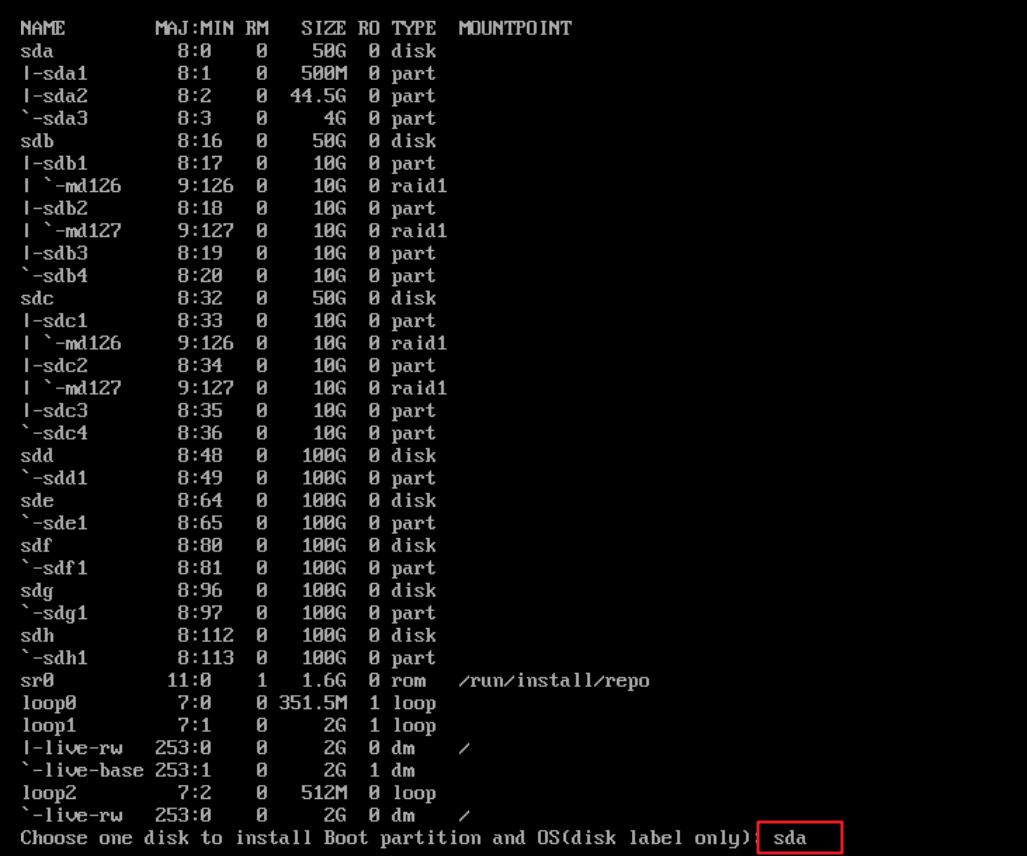 NAME MAJ:MIN RM SIZE RO TYPE MOUNTPOINT
sda 8:0 0 50G 0 disk
|-sda1 8:1 0 500M 0 part
|-sda2 8:2 0 44.5G 0 part
`-sda3 8:3 0 4G 0 part
sdb 8:16 0 50G 0 disk
|-sdb1 8:17 0 10G 0 part
| `-md126 9:126 0 10G 0 raid1
|-sdb2 8:18 0 10G 0 part
| `-md127 9:127 0 10G 0 raid1
|-sdb3 8:19 0 10G 0 part
`-sdb4 8:20 0 10G 0 part
sdc 8:32 0 50G 0 disk
|-sdc1 8:33 0 10G 0 part
| `-md126 9:126 0 10G 0 raid1
|-sdc2 8:34 0 10G 0 part
| `-md127 9:127 0 10G 0 raid1
|-sdc3 8:35 0 10G 0 part
`-sdc4 8:36 0 10G 0 part
sdd 8:48 0 100G 0 disk
`-sdd1 8:49 0 100G 0 part
sde 8:64 0 100G 0 disk
`-sde1 8:65 0 100G 0 part
sdf 8:80 0 100G 0 disk
`-sdf1 8:81 0 100G 0 part
sdg 8:96 0 100G 0 disk
`-sdg1 8:97 0 100G 0 part
sdh 8:112 0 100G 0 disk
`-sdh1 8:113 0 100G 0 part
sr0 11:0 1 1.6G 0 rom /run/install/repo
loop0 7:0 0 351.5M 1 loop
loop1 7:1 0 2G 1 loop
|-live-rw 253:0 0 2G 0 dm /
`-live-base 253:1 0 2G 1 dm
loop2 7:2 0 512M 0 loop
`-live-rw 253:0 0 2G 0 dm /
Choose one disk to install Boot partition and OS(disk label only): sda